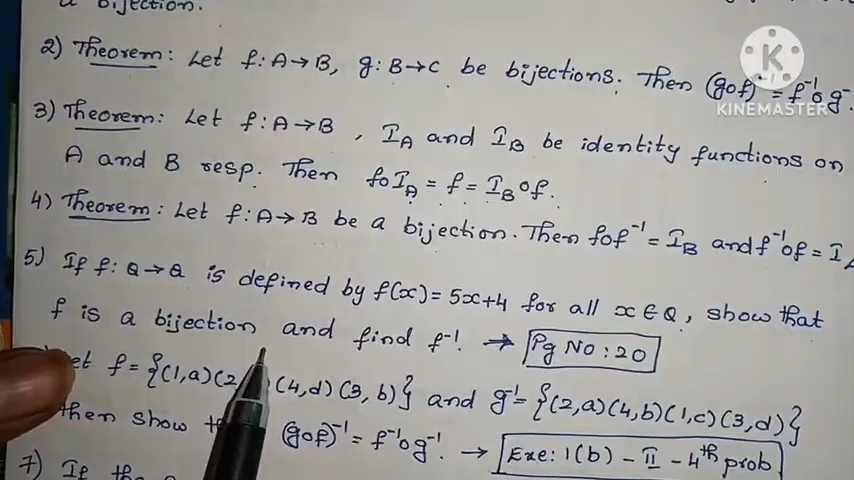 a bijection.
2) Theorem: Let f: A→B, g: B→C be bijections. Then (gof)⁻¹ = f⁻¹og⁻
K
KINEMASTER
3) Theorem: Let f: A→B, I_A and I_B be identity functions on
A and B resp. Then foI_A = f = I_Bof.
4) Theorem: Let f: A→B be a bijection. Then fof⁻¹ = I_B and f⁻¹of = I_A
5) If f: Q→Q is defined by f(x) = 5x+4 for all x∈Q, show that
f is a bijection and find f⁻¹. → Pg No: 20
et f = {(1,a)(2, (4,d)(3,b)} and g⁻¹ = {(2,a)(4,b)(1,c)(3,d)}
then show (gof)⁻¹ = f⁻¹og⁻¹. → Exe: 1(b) - II - 4th prob
7) If the